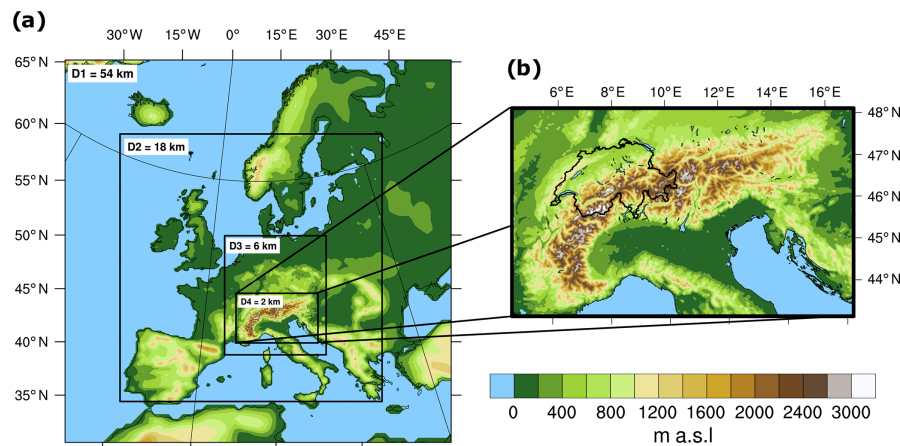 (a)
30°W 15°W 0° 15°E 30°E 45°E
65°N
D1 = 54 km
60°N
D2 = 18 km
55°N
50°N
D3 = 6 km
45°N
D4 = 2 km
40°N
35°N
(b)
6°E 8°E 10°E 12°E 14°E 16°E
48°N
47°N
46°N
45°N
44°N
0 400 800 1200 1600 2000 2400 3000
m a.s.l